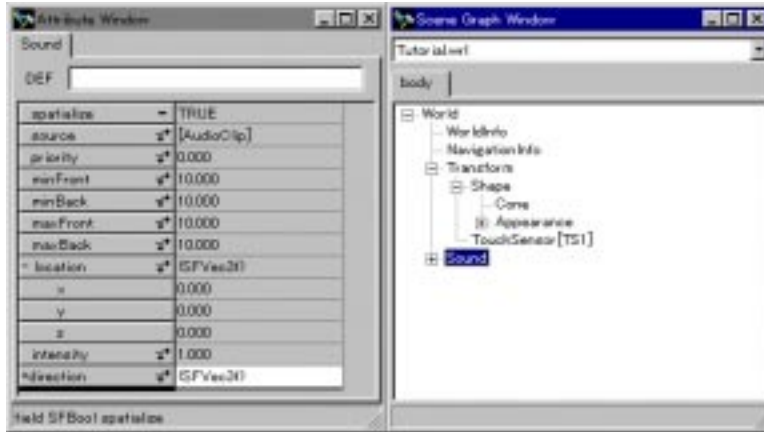 Attribute Window
Sound
DEF
spatialize TRUE
source [AudioClip]
priority 0.000
minFront 10.000
minBack 10.000
maxFront 10.000
maxBack 10.000
location (SFVec3f)
x 0.000
y 0.000
z 0.000
intensity 1.000
direction (SFVec3f)
field SFBool spatialize
Scene Graph Window
Tutorial.wrl
body
World
WorldInfo
NavigationInfo
Transform
Shape
Cone
Appearance
TouchSensor [TS1]
Sound